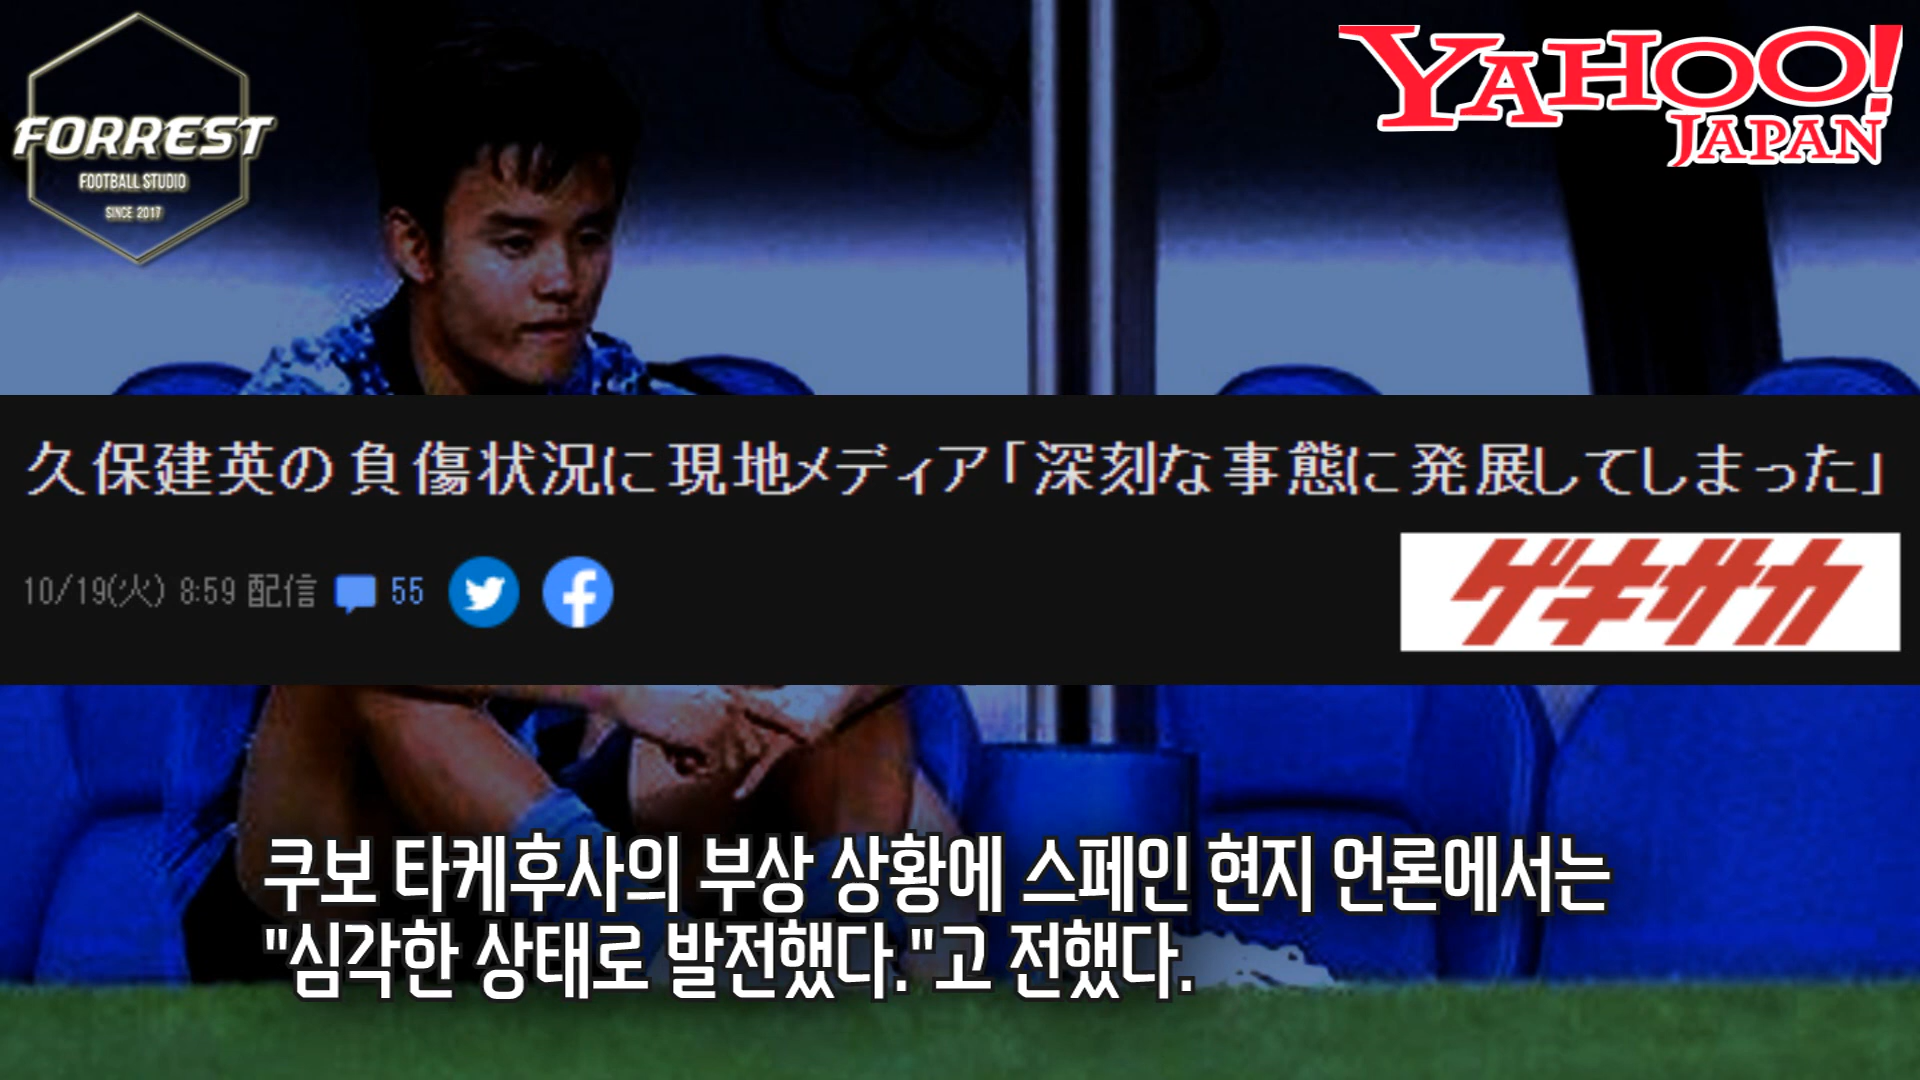 FORREST
FOOTBALL STUDIO
SINCE 2017
YAHOO!
JAPAN
久保建英の負傷状況に現地メディア「深刻な事態に発展してしまった」
10/19(火) 8:59 配信 55
ゲキサカ
쿠보 타케후사의 부상 상황에 스페인 현지 언론에서는
"심각한 상태로 발전했다."고 전했다.